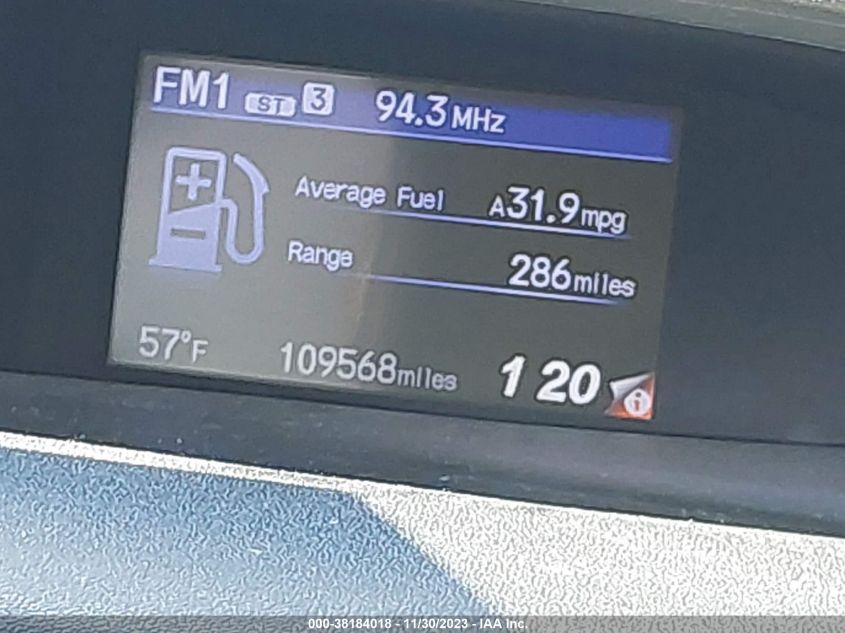 FM1 ST 3 94.3 MHz
Average Fuel A31.9mpg
Range 286miles
57°F 109568miles 1 20 i
000-38184018 - 11/30/2023 - IAA Inc.